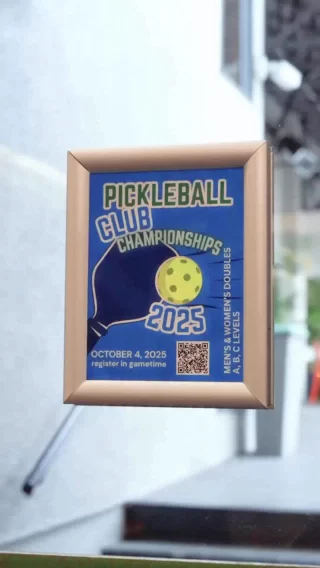 PICKLEBALL
CLUB
CHAMPIONSHIPS
2025
OCTOBER 4, 2025
register in gametime
MEN'S & WOMEN'S DOUBLES
A, B, C LEVELS